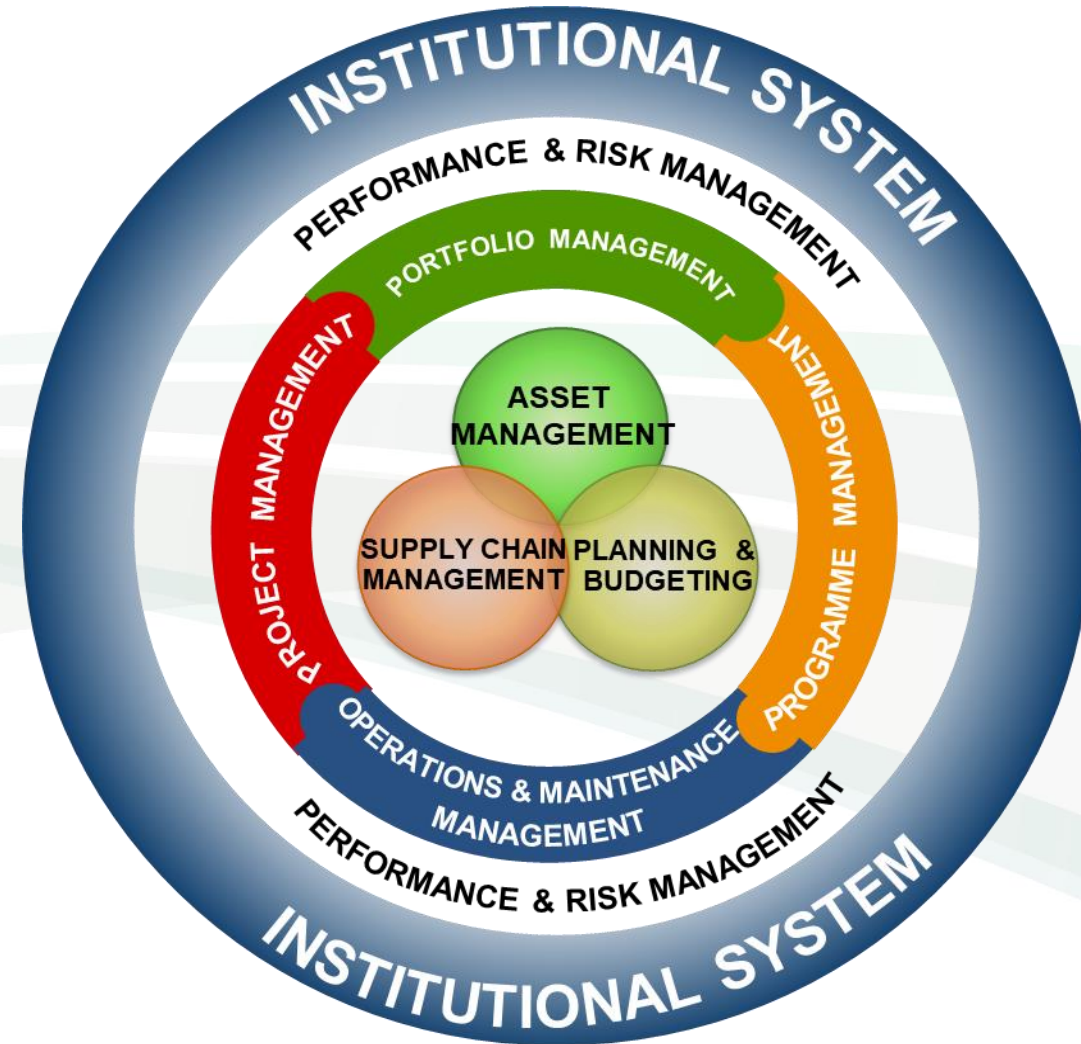 INSTITUTIONAL SYSTEM
PERFORMANCE & RISK MANAGEMENT
PORTFOLIO MANAGEMENT
PROJECT MANAGEMENT
PROGRAMME MANAGEMENT
ASSET
MANAGEMENT
SUPPLY CHAIN
MANAGEMENT
PLANNING &
BUDGETING
OPERATIONS & MAINTENANCE
MANAGEMENT
PERFORMANCE & RISK MANAGEMENT
INSTITUTIONAL SYSTEM